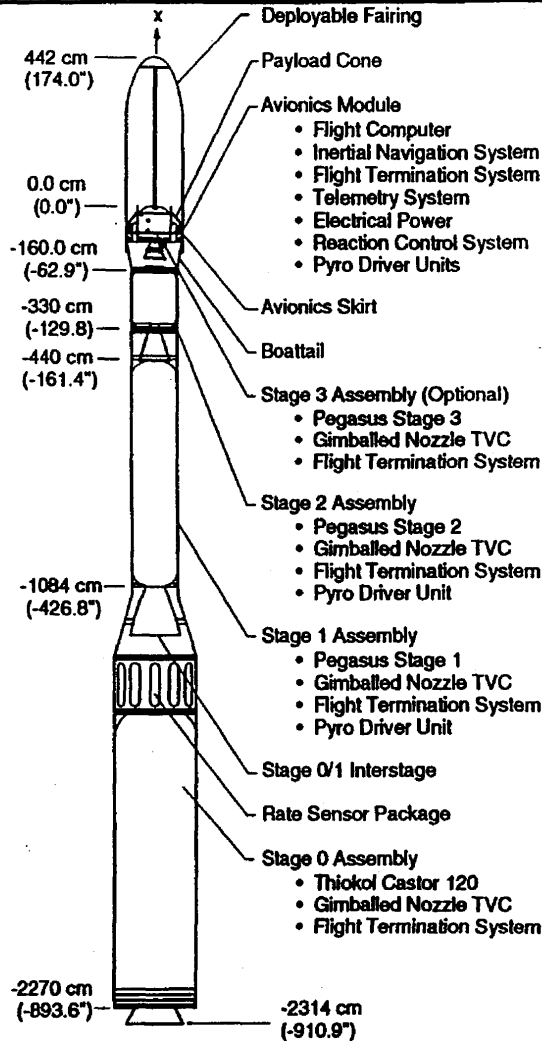 x
Deployable Fairing
442 cm
(174.0")
Payload Cone
Avionics Module
• Flight Computer
• Inertial Navigation System
• Flight Termination System
• Telemetry System
• Electrical Power
• Reaction Control System
• Pyro Driver Units
0.0 cm
(0.0")
-160.0 cm
(-62.9")
Avionics Skirt
-330 cm
(-129.8)
Boattail
-440 cm
(-161.4")
Stage 3 Assembly (Optional)
• Pegasus Stage 3
• Gimballed Nozzle TVC
• Flight Termination System
Stage 2 Assembly
• Pegasus Stage 2
• Gimballed Nozzle TVC
• Flight Termination System
• Pyro Driver Unit
-1084 cm
(-426.8")
Stage 1 Assembly
• Pegasus Stage 1
• Gimballed Nozzle TVC
• Flight Termination System
• Pyro Driver Unit
Stage 0/1 Interstage
Rate Sensor Package
Stage 0 Assembly
• Thiokol Castor 120
• Gimballed Nozzle TVC
• Flight Termination System
-2270 cm
(-893.6")
-2314 cm
(-910.9")